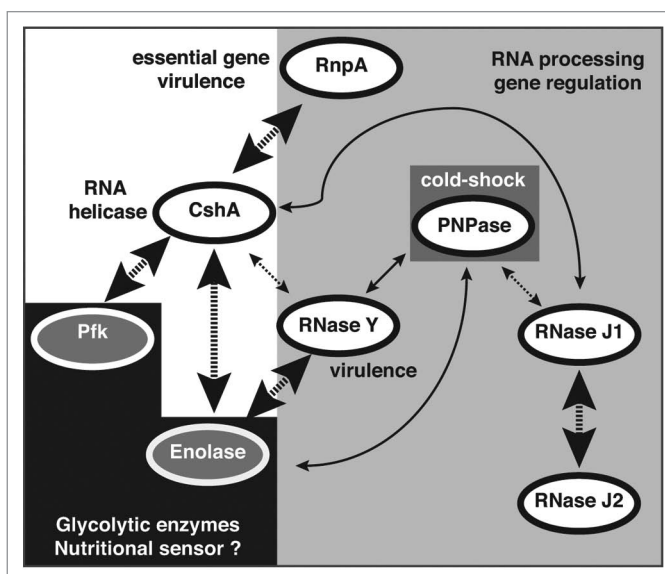 essential gene
virulence
RnpA
RNA processing
gene regulation
RNA
helicase
CshA
cold-shock
PNPase
Pfk
RNase Y
virulence
RNase J1
Enolase
RNase J2
Glycolytic enzymes
Nutritional sensor ?